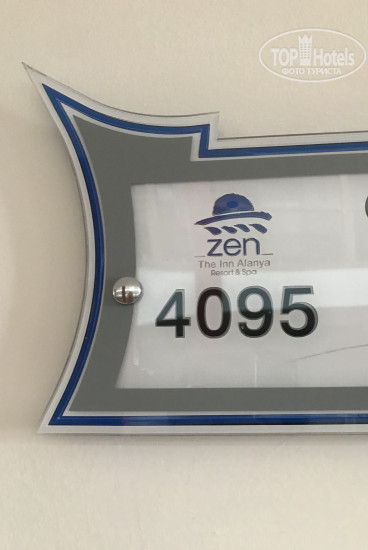 TOP Hotels
ФОТО ТУРИСТА
zen
The Inn Alanya
Resort & Spa
4095